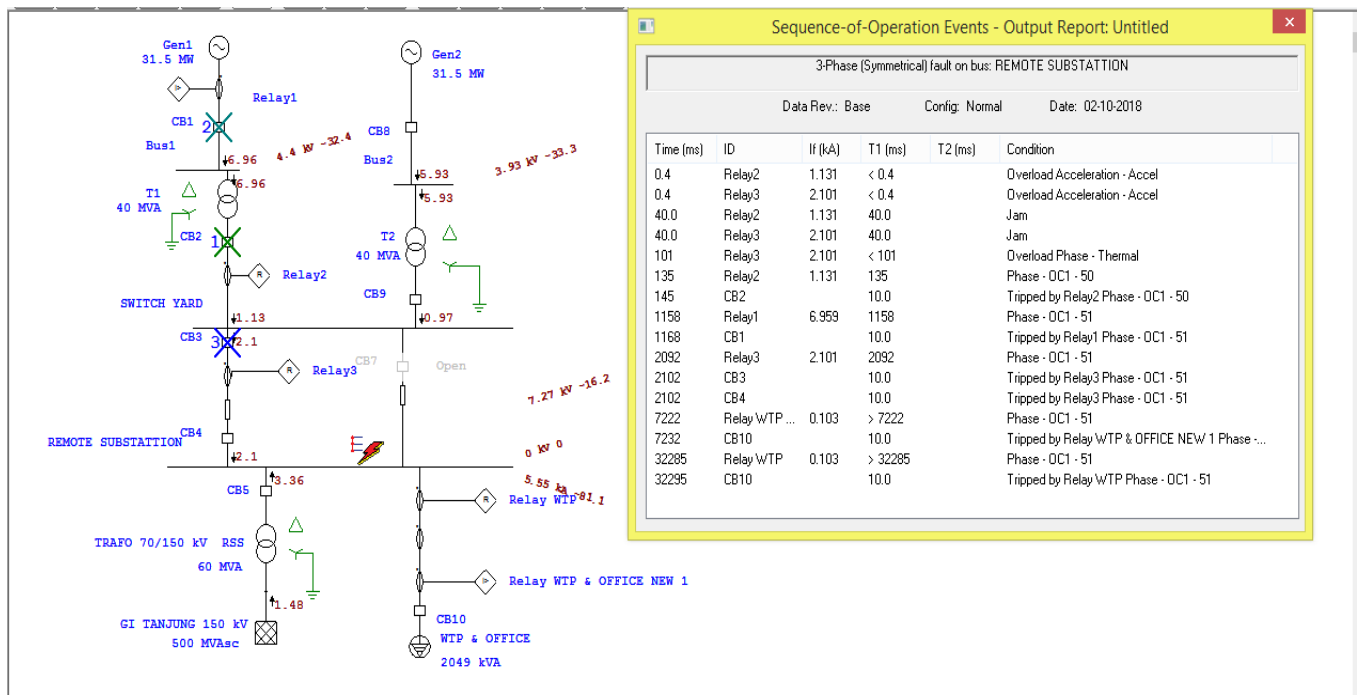 Gen1
31.5 MW
Relay1
CB1
2
Bus1
4.4 kV -32.4
6.96
6.96
T1
40 MVA
CB2
1
R
Relay2
SWITCH YARD
1.13
CB3
3
2.1
R
Relay3
CB4
REMOTE SUBSTATTION
2.1
Gen2
31.5 MW
CB8
Bus2
3.93 kV -33.3
5.93
5.93
T2
40 MVA
CB9
0.97
CB7
Open
7.27 kV -16.2
0 kV 0
5.55 kA -81.1
3.36
CB5
TRAFO 70/150 kV RSS
60 MVA
1.48
GI TANJUNG 150 kV
500 MVAsc
R
Relay WTP
Relay WTP & OFFICE NEW 1
CB10
WTP & OFFICE
2049 kVA
Sequence-of-Operation Events - Output Report: Untitled
3-Phase (Symmetrical) fault on bus: REMOTE SUBSTATTION
Data Rev.: Base Config: Normal Date: 02-10-2018
Time (ms) ID If (kA) T1 (ms) T2 (ms) Condition
0.4 Relay2 1.131 < 0.4 Overload Acceleration - Accel
0.4 Relay3 2.101 < 0.4 Overload Acceleration - Accel
40.0 Relay2 1.131 40.0 Jam
40.0 Relay3 2.101 40.0 Jam
101 Relay3 2.101 < 101 Overload Phase - Thermal
135 Relay2 1.131 135 Phase - OC1 - 50
145 CB2 10.0 Tripped by Relay2 Phase - OC1 - 50
1158 Relay1 6.959 1158 Phase - OC1 - 51
1168 CB1 10.0 Tripped by Relay1 Phase - OC1 - 51
2092 Relay3 2.101 2092 Phase - OC1 - 51
2102 CB3 10.0 Tripped by Relay3 Phase - OC1 - 51
2102 CB4 10.0 Tripped by Relay3 Phase - OC1 - 51
7222 Relay WTP ... 0.103 > 7222 Phase - OC1 - 51
7232 CB10 10.0 Tripped by Relay WTP & OFFICE NEW 1 Phase -...
32285 Relay WTP 0.103 > 32285 Phase - OC1 - 51
32295 CB10 10.0 Tripped by Relay WTP Phase - OC1 - 51